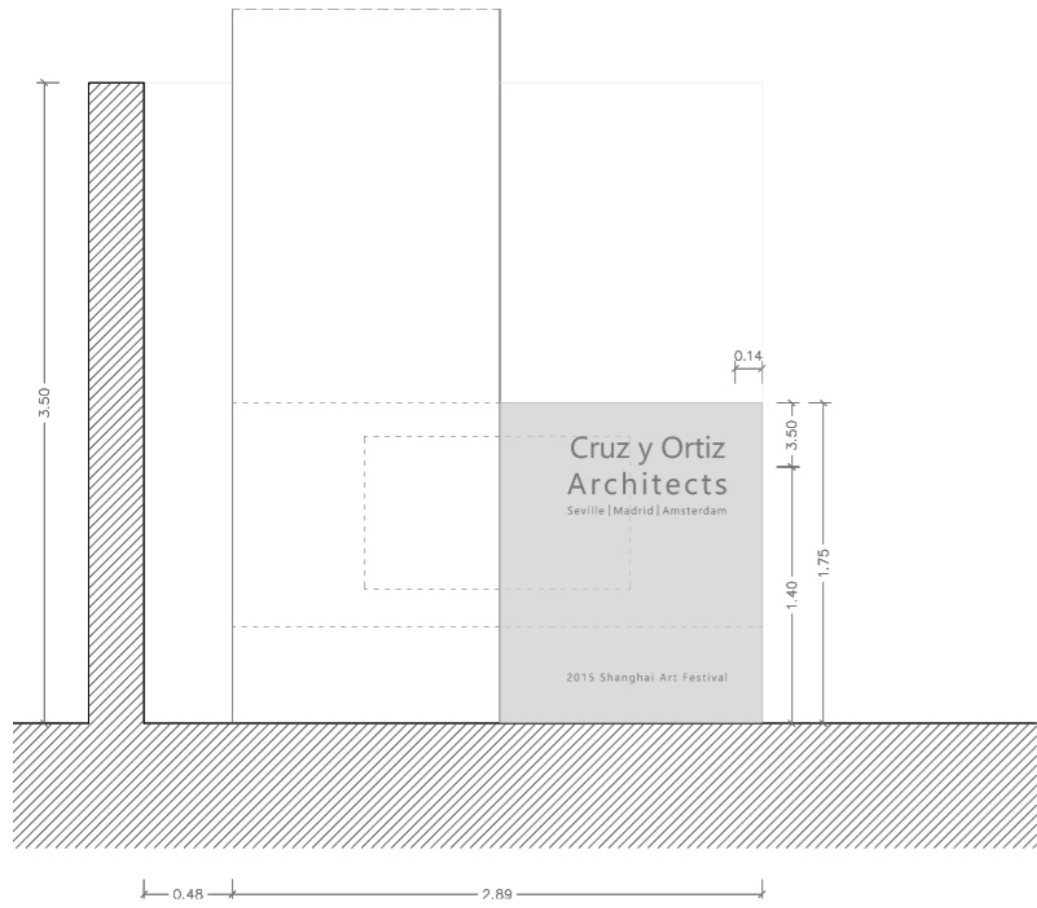 0.14
3.50
3.50
Cruz y Ortiz
Architects
Seville|Madrid|Amsterdam
1.40
1.75
2015 Shanghai Art Festival
0.48
2.89